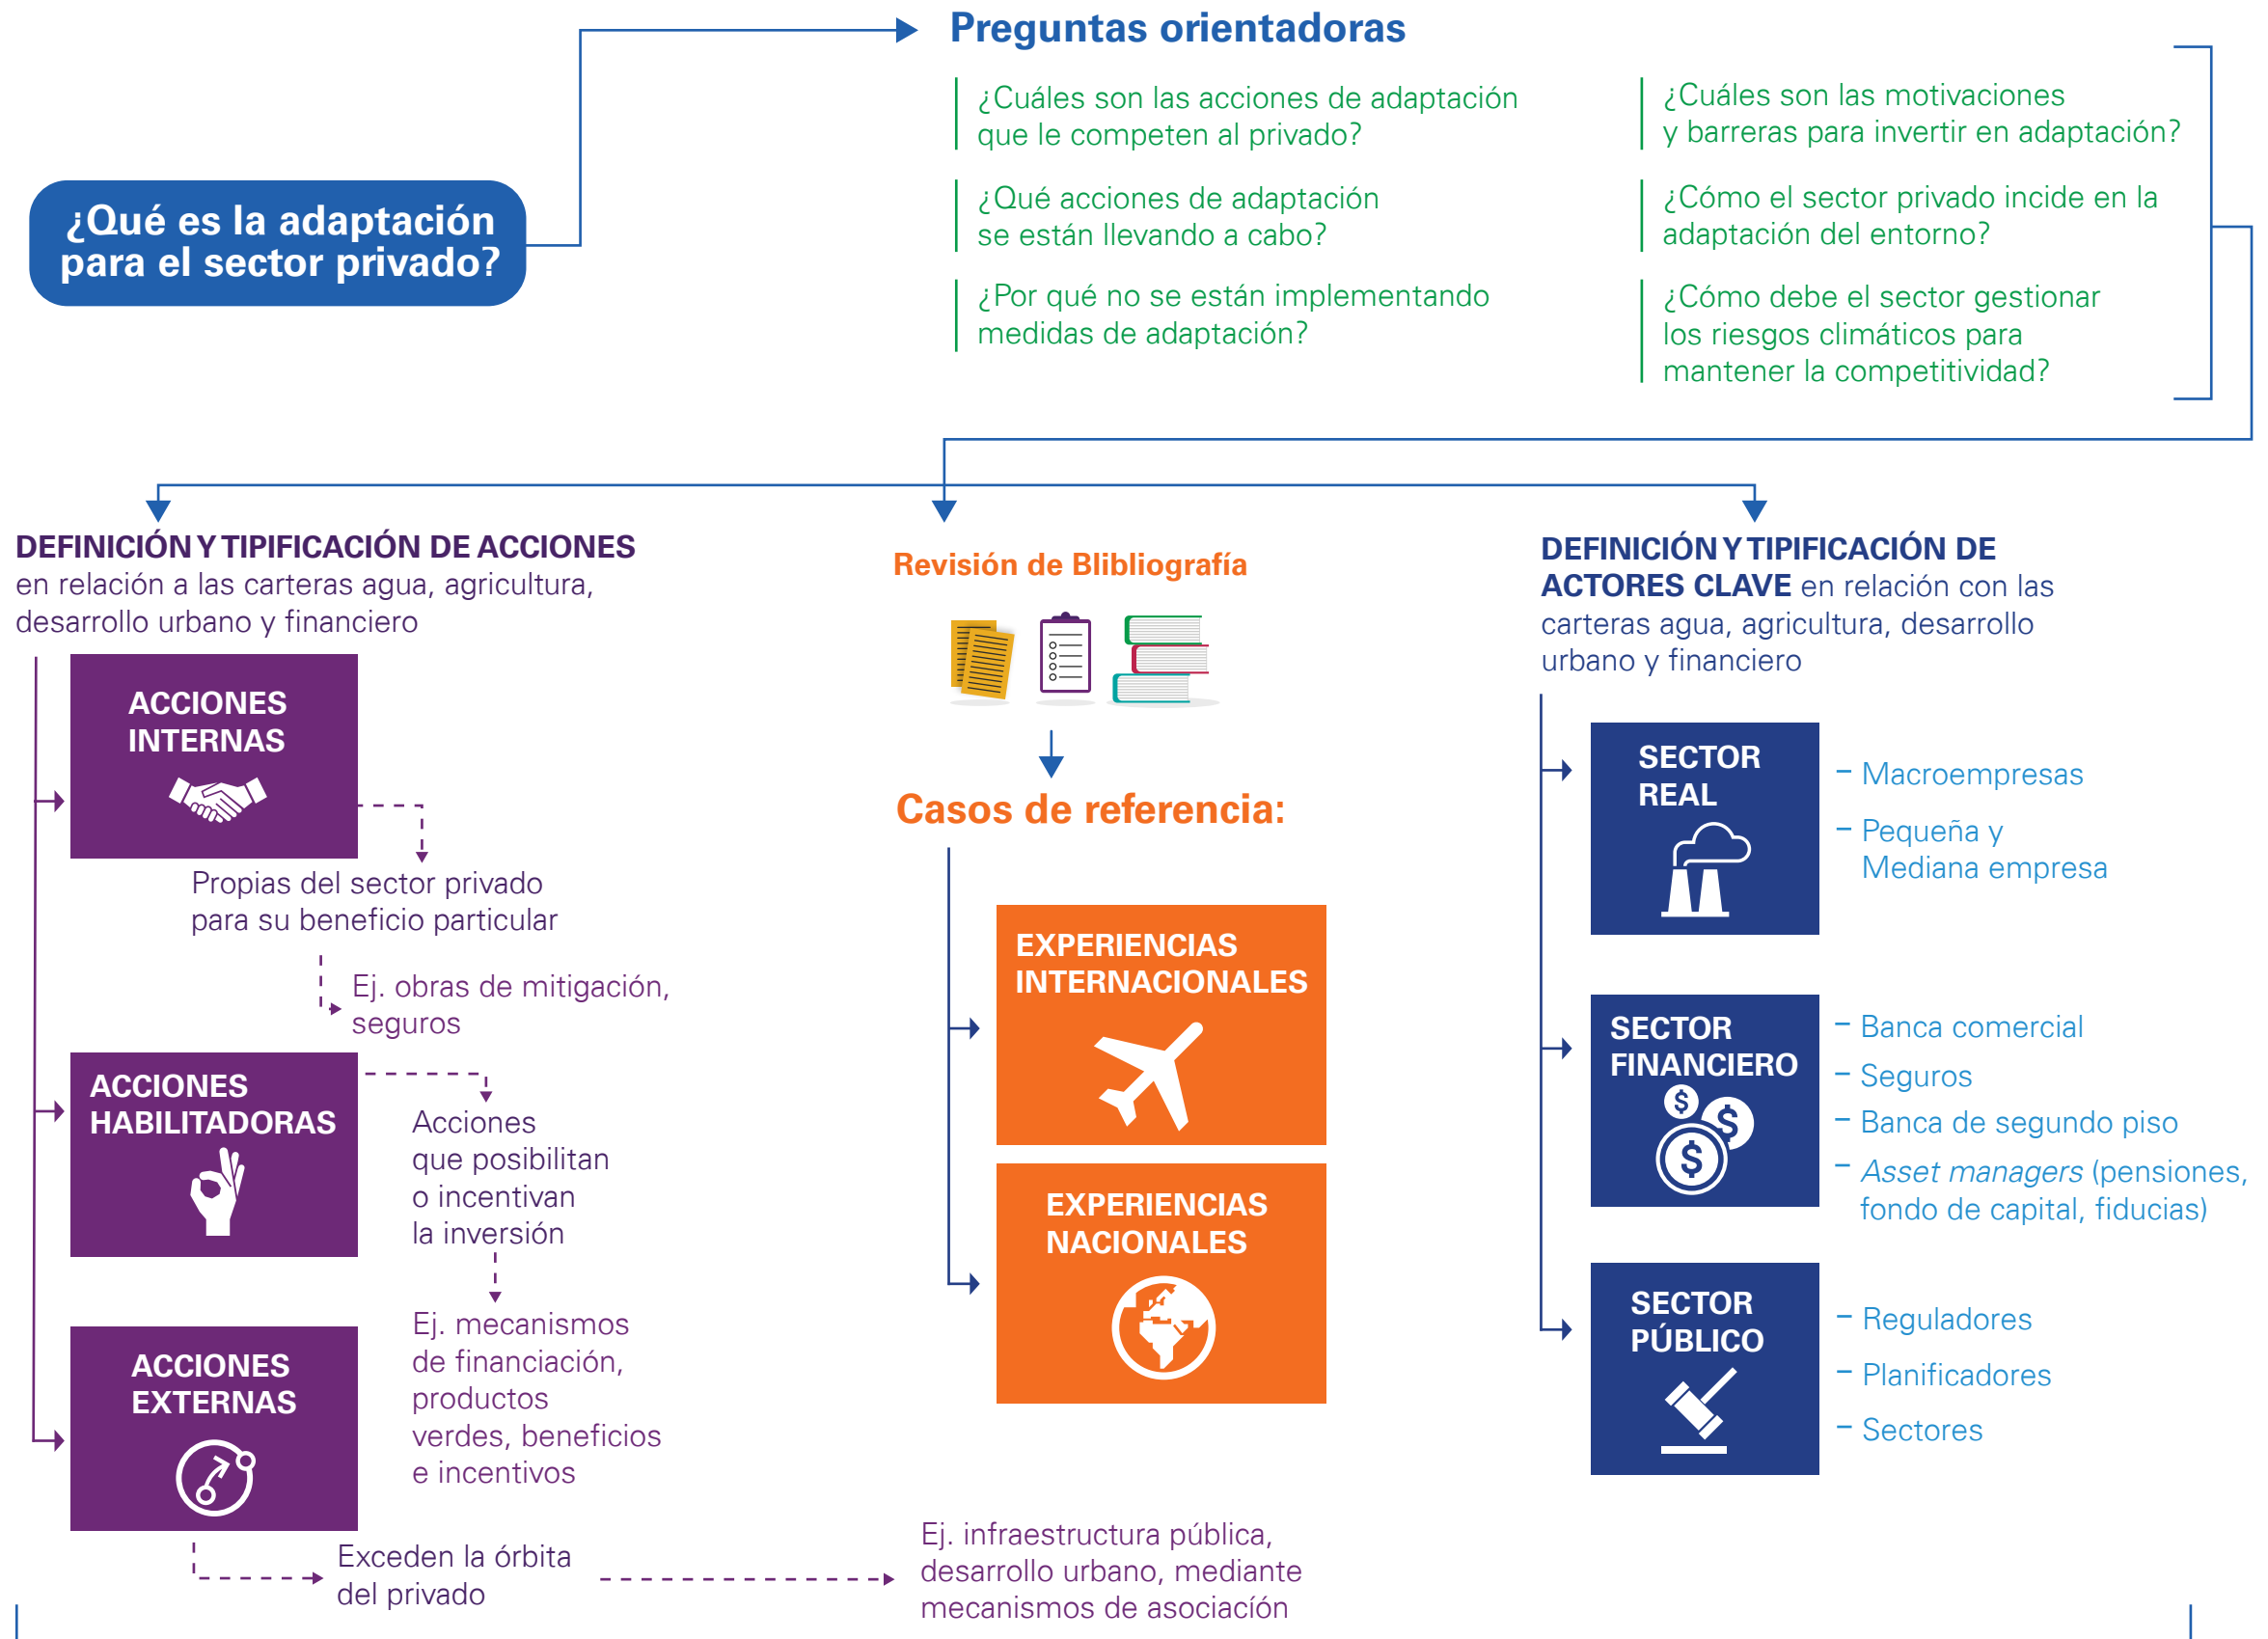 Preguntas orientadoras
¿Qué es la adaptación
para el sector privado?
¿Cuáles son las acciones de adaptación
que le competen al privado?
¿Qué acciones de adaptación
se están llevando a cabo?
¿Por qué no se están implementando
medidas de adaptación?
¿Cuáles son las motivaciones
y barreras para invertir en adaptación?
¿Cómo el sector privado incide en la
adaptación del entorno?
¿Cómo debe el sector gestionar
los riesgos climáticos para
mantener la competitividad?
DEFINICIÓN Y TIPIFICACIÓN DE ACCIONES
en relación a las carteras agua, agricultura,
desarrollo urbano y financiero
ACCIONES
INTERNAS
Propias del sector privado
para su beneficio particular
Ej. obras de mitigación,
seguros
ACCIONES
HABILITADORAS
Acciones
que posibilitan
o incentivan
la inversión
Ej. mecanismos
de financiación,
productos
verdes, beneficios
e incentivos
ACCIONES
EXTERNAS
Exceden la órbita
del privado
Ej. infraestructura pública,
desarrollo urbano, mediante
mecanismos de asociacíón
Revisión de Blibliografía
Casos de referencia:
EXPERIENCIAS
INTERNACIONALES
EXPERIENCIAS
NACIONALES
DEFINICIÓN Y TIPIFICACIÓN DE
ACTORES CLAVE en relación con las
carteras agua, agricultura, desarrollo
urbano y financiero
SECTOR
REAL
– Macroempresas
– Pequeña y
Mediana empresa
SECTOR
FINANCIERO
$
$
$
– Banca comercial
– Seguros
– Banca de segundo piso
– Asset managers (pensiones,
fondo de capital, fiducias)
SECTOR
PÚBLICO
– Reguladores
– Planificadores
– Sectores